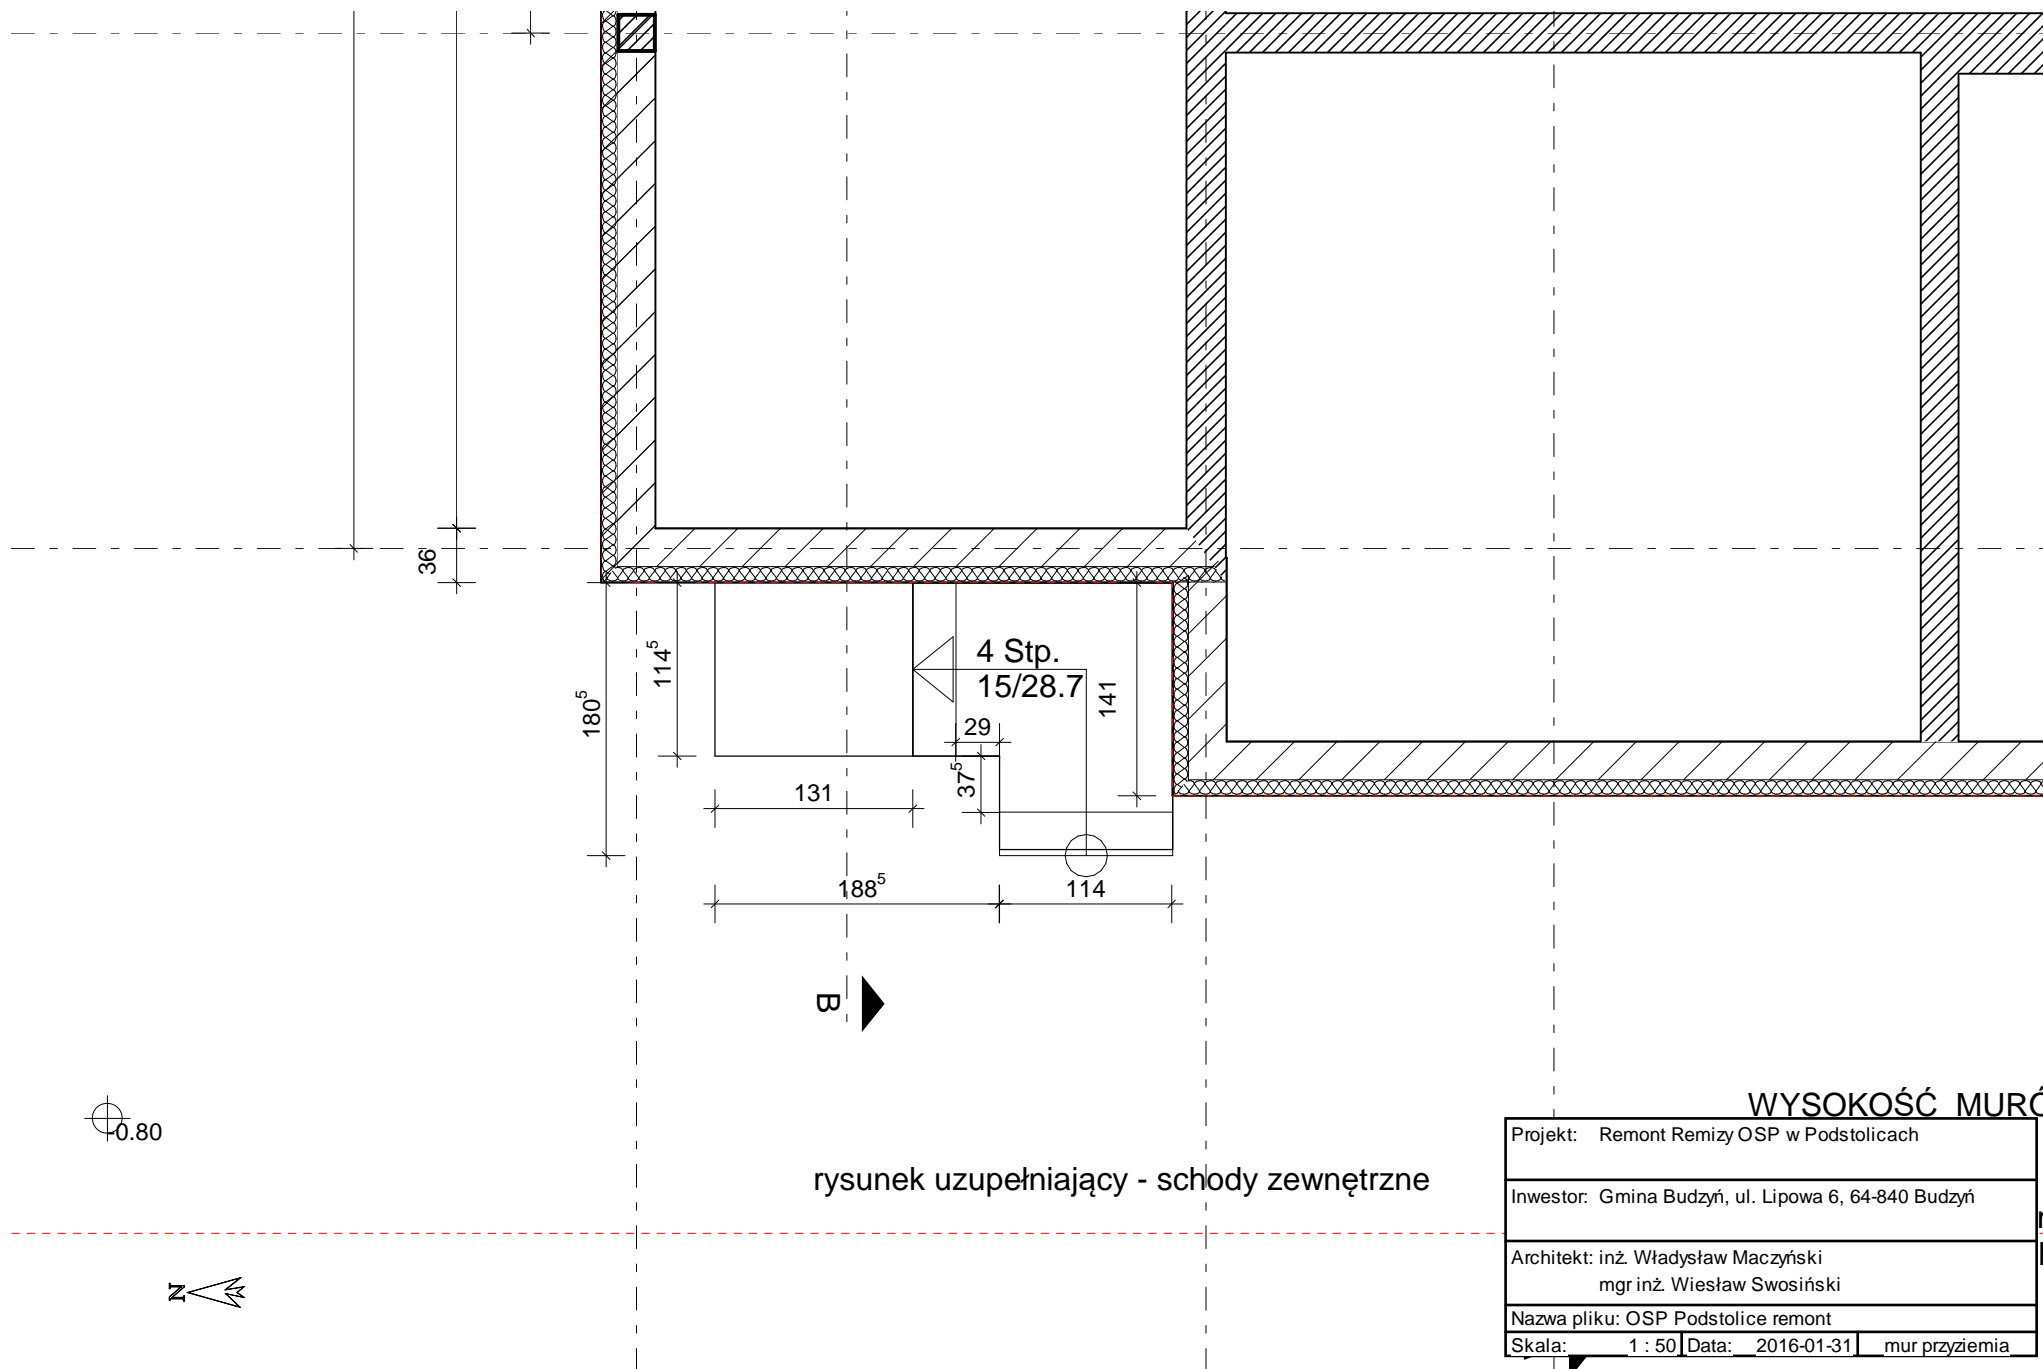 36
180⁵
114⁵
4 Stp.
15/28.7
141
29
37⁵
131
188⁵
114
B
-0.80
rysunek uzupełniający - schody zewnętrzne
N
WYSOKOŚĆ MURÓ
Projekt: Remont Remizy OSP w Podstolicach
Inwestor: Gmina Budzyń, ul. Lipowa 6, 64-840 Budzyń
Architekt: inż. Władysław Maczyński
mgr inż. Wiesław Swosiński
Nazwa pliku: OSP Podstolice remont
Skala: 1 : 50 Data: 2016-01-31 mur przyziemia